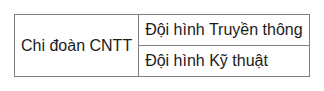 Chi đoàn CNTT
Đội hình Truyền thông
Đội hình Kỹ thuật